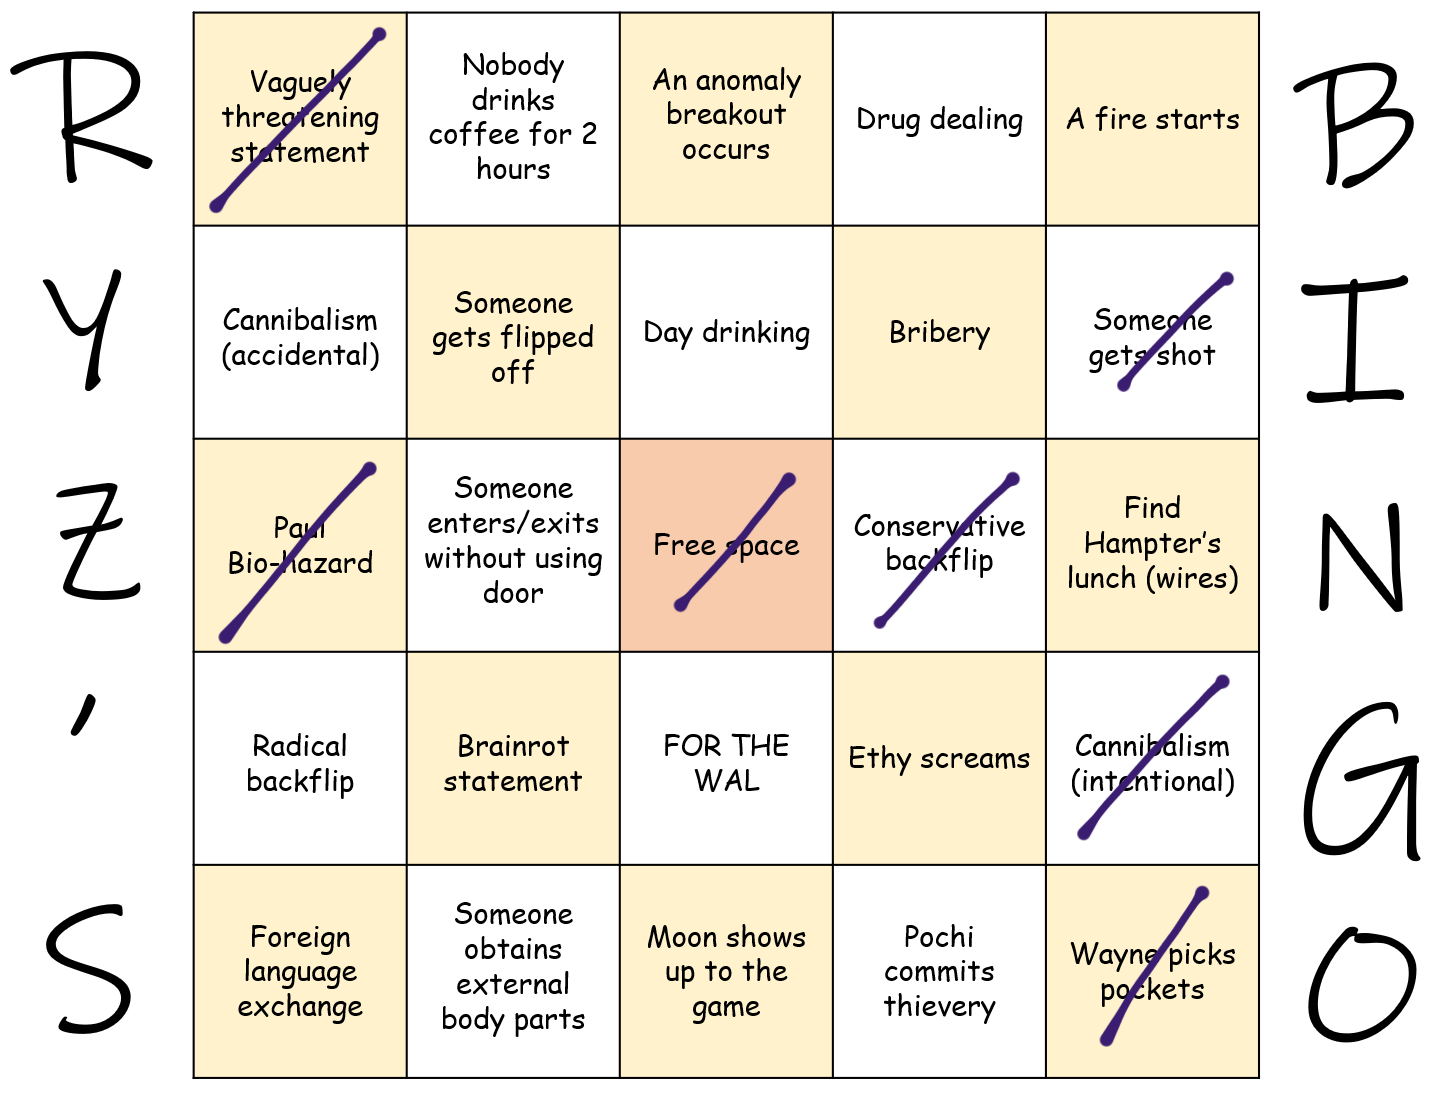 R
Y
Z
'
S
Vaguely
threatening
statement
Nobody
drinks
coffee for 2
hours
An anomaly
breakout
occurs
Drug dealing
A fire starts
Cannibalism
(accidental)
Someone
gets flipped
off
Day drinking
Bribery
Someone
gets shot
Paul
Bio-hazard
Someone
enters/exits
without using
door
Free space
Conservative
backflip
Find
Hampter's
lunch (wires)
Radical
backflip
Brainrot
statement
FOR THE
WAL
Ethy screams
Cannibalism
(intentional)
Foreign
language
exchange
Someone
obtains
external
body parts
Moon shows
up to the
game
Pochi
commits
thievery
Wayne picks
pockets
B
I
N
G
O